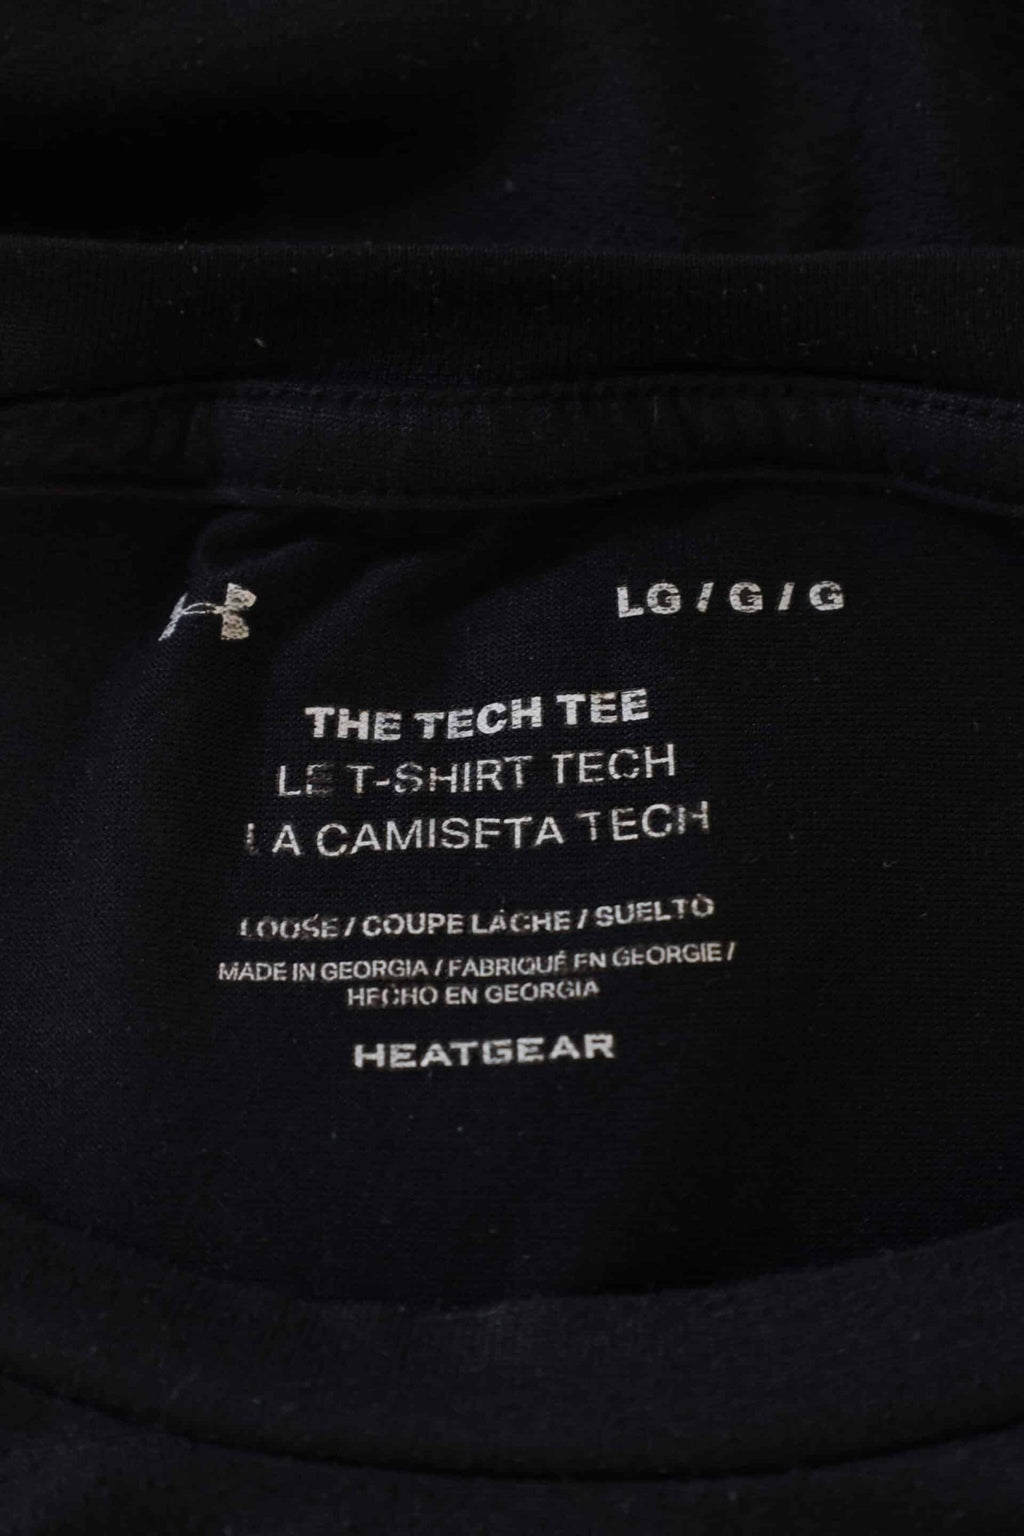 LG / G / G
THE TECH TEE
LE T-SHIRT TECH
LA CAMISETA TECH
LOOSE / COUPE LÂCHE / SUELTO
MADE IN GEORGIA / FABRIQUÉ EN GEORGIE /
HECHO EN GEORGIA
HEATGEAR